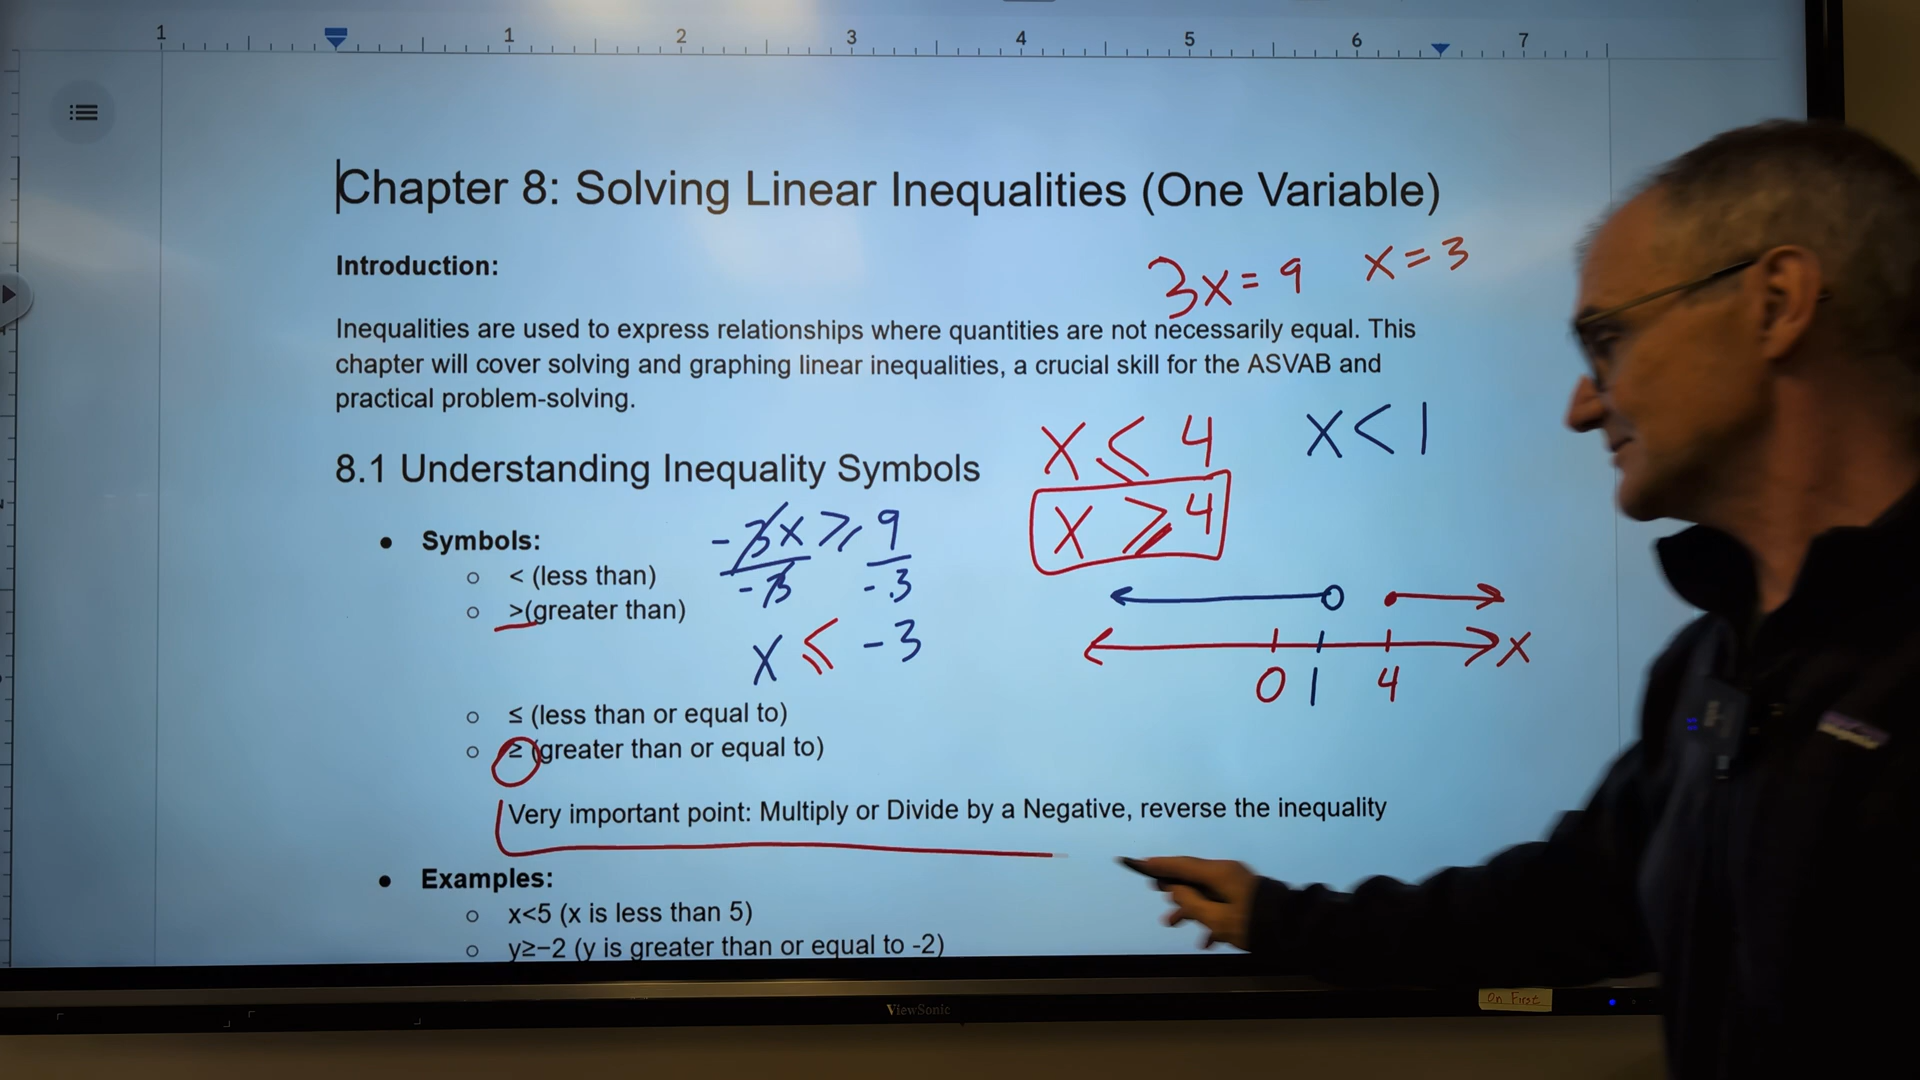 1 1 2 3 4 5 6 7
Chapter 8: Solving Linear Inequalities (One Variable)
Introduction:
3x = 9 x = 3
Inequalities are used to express relationships where quantities are not necessarily equal. This
chapter will cover solving and graphing linear inequalities, a crucial skill for the ASVAB and
practical problem-solving.
x ≤ 4 x < 1
8.1 Understanding Inequality Symbols
x ≥ 4
-3x ≥ 9
-3 -3
x ≤ -3
● Symbols:
○ < (less than)
○ >(greater than)
x
0 1 4
○ ≤ (less than or equal to)
○ ≥ (greater than or equal to)
Very important point: Multiply or Divide by a Negative, reverse the inequality
● Examples:
○ x<5 (x is less than 5)
○ y≥−2 (y is greater than or equal to -2)
ViewSonic
On First